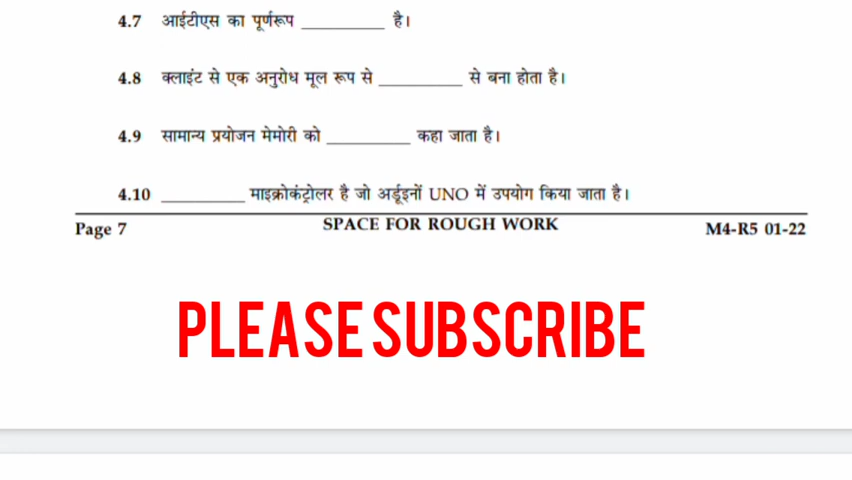 4.7 आईटीएस का पूर्णरूप __________ है।
4.8 क्लाइंट से एक अनुरोध मूल रूप से __________ से बना होता है।
4.9 सामान्य प्रयोजन मेमोरी को __________ कहा जाता है।
4.10 __________ माइक्रोकंट्रोलर है जो अर्डूइनों UNO में उपयोग किया जाता है।
Page 7 SPACE FOR ROUGH WORK M4-R5 01-22
PLEASE SUBSCRIBE